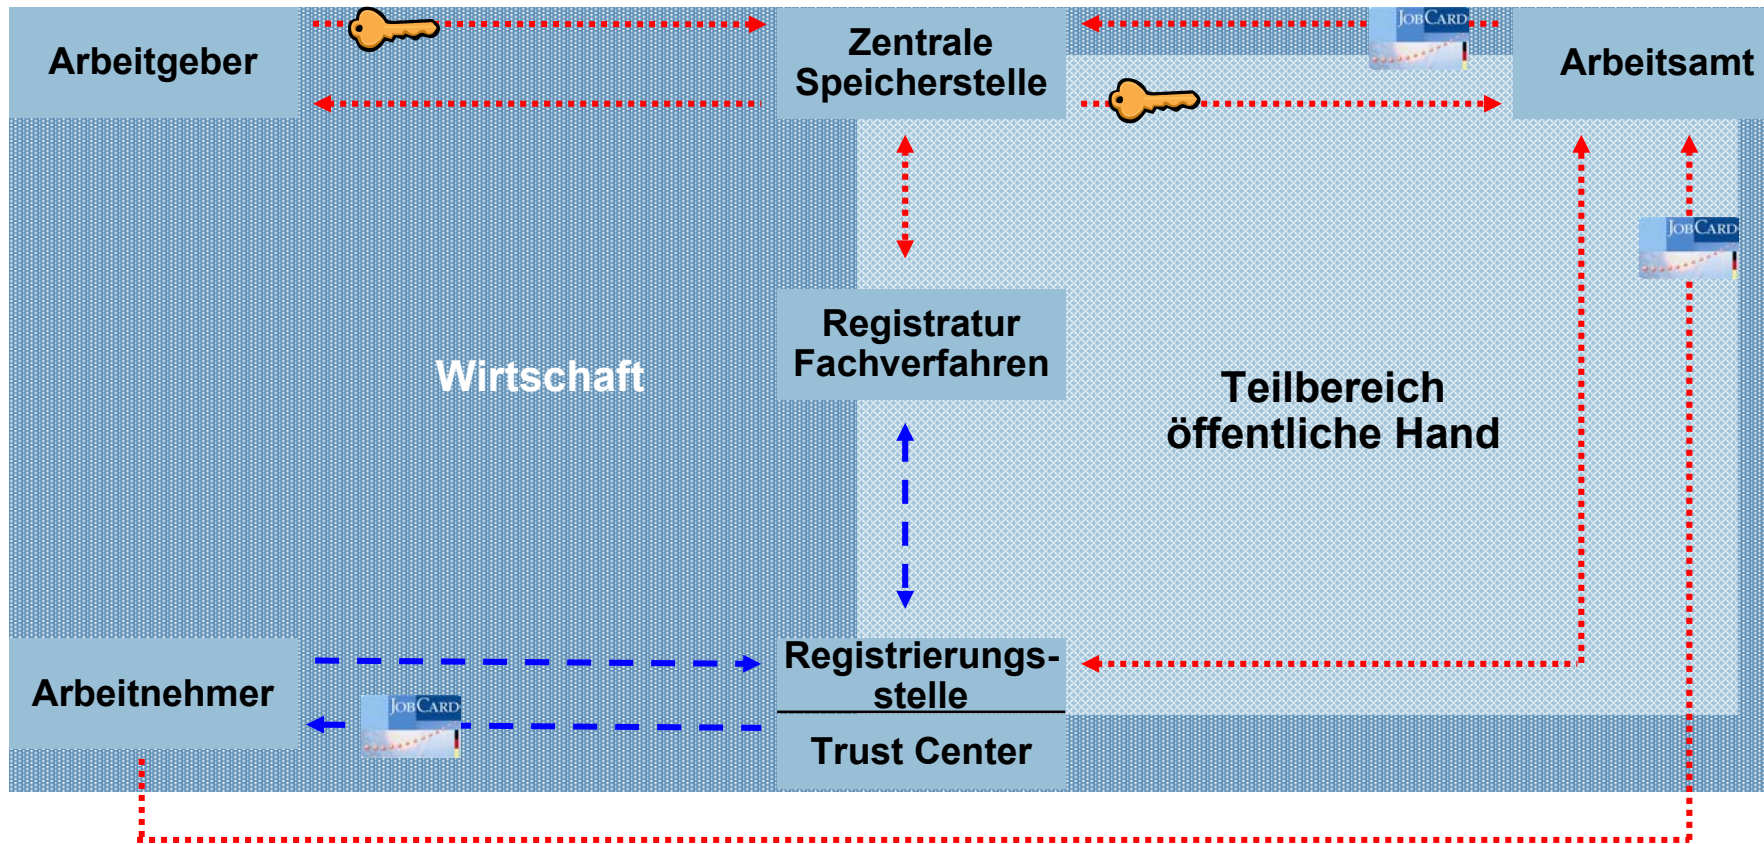 Arbeitgeber
Zentrale
Speicherstelle
JOBCARD
Arbeitsamt
JOBCARD
Registratur
Fachverfahren
Wirtschaft
Teilbereich
öffentliche Hand
Arbeitnehmer
JOBCARD
Registrierungs-
stelle
Trust Center